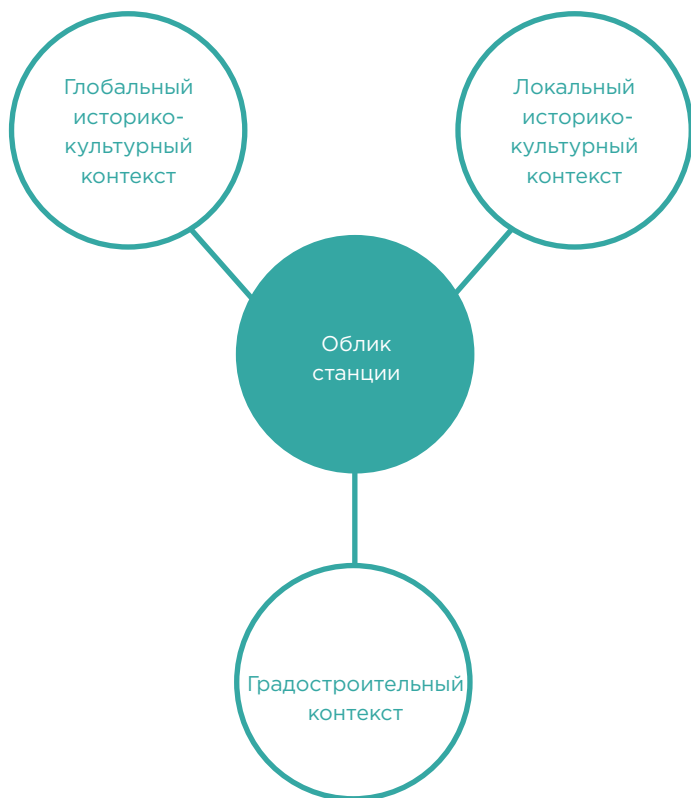 Глобальный
историко-
культурный
контекст
Локальный
историко-
культурный
контекст
Облик
станции
Градостроительный
контекст